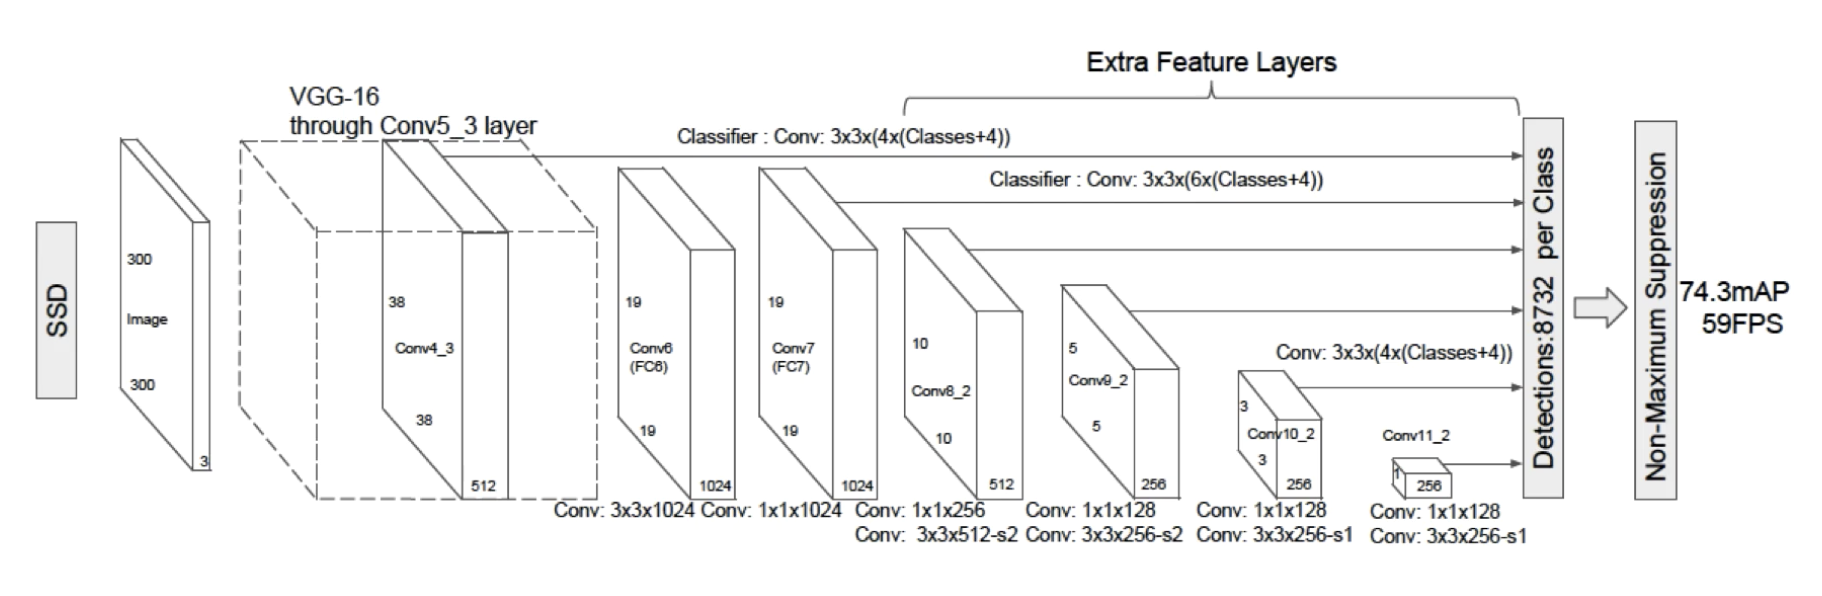 Extra Feature Layers
VGG-16
through Conv5_3 layer
Classifier : Conv: 3x3x(4x(Classes+4))
Classifier : Conv: 3x3x(6x(Classes+4))
SSD
300
Image
300
3
38
Conv4_3
38
512
19
Conv6
(FC6)
19
1024
19
Conv7
(FC7)
19
1024
10
Conv8_2
10
512
5
Conv9_2
5
256
Conv: 3x3x(4x(Classes+4))
3
Conv10_2
3
256
Conv11_2
1
256
Detections:8732 per Class
Non-Maximum Suppression
74.3mAP
59FPS
Conv: 3x3x1024 Conv: 1x1x1024 Conv: 1x1x256 Conv: 1x1x128 Conv: 1x1x128 Conv: 1x1x128
Conv: 3x3x512-s2 Conv: 3x3x256-s2 Conv: 3x3x256-s1 Conv: 3x3x256-s1